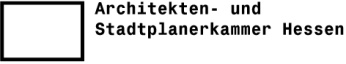 Architekten- und
Stadtplanerkammer Hessen